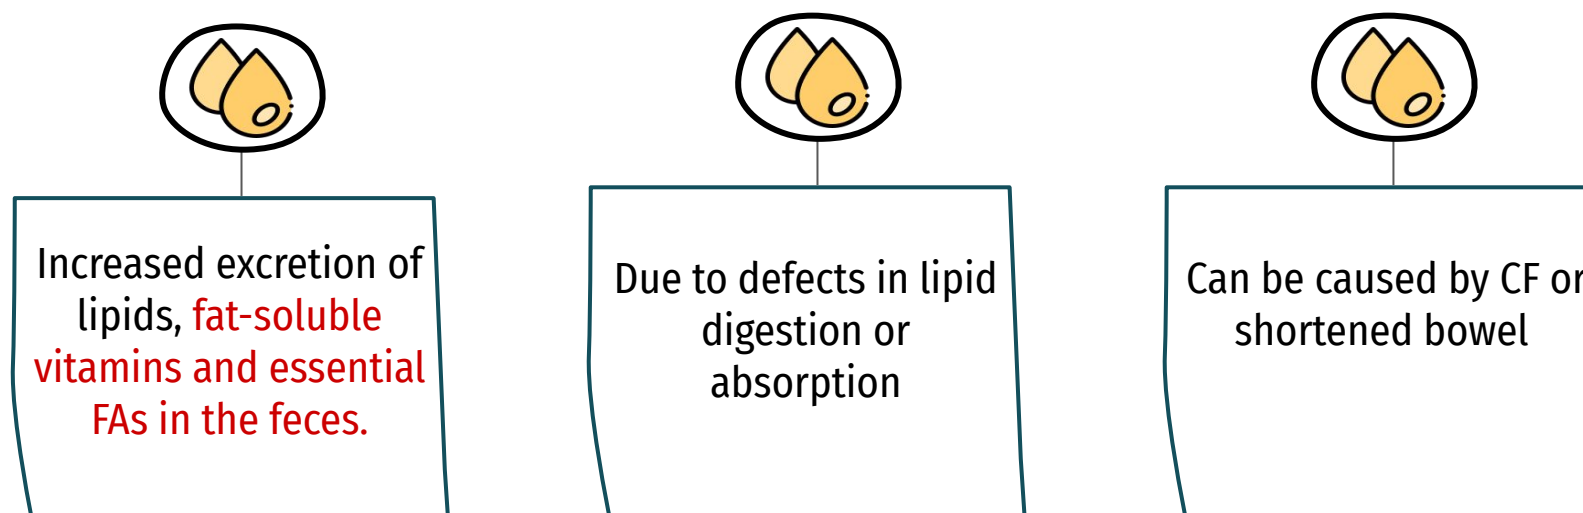 Increased excretion of
lipids, fat-soluble
vitamins and essential
FAs in the feces.
Due to defects in lipid
digestion or
absorption
Can be caused by CF or
shortened bowel